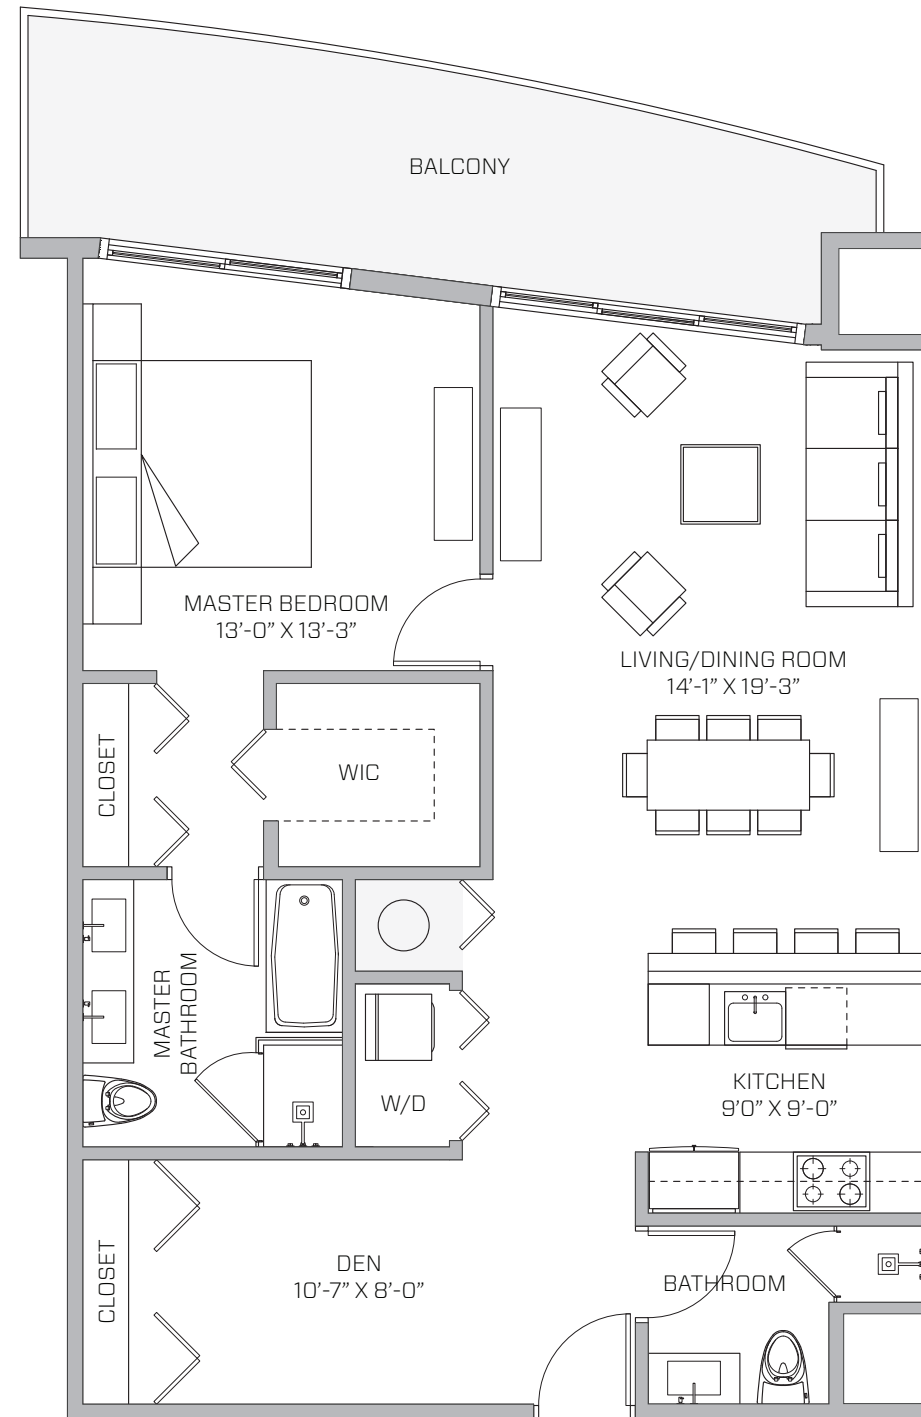 BALCONY
MASTER BEDROOM
13'-0” X 13'-3”
LIVING/DINING ROOM
14'-1” X 19'-3”
CLOSET
WIC
MASTER
BATHROOM
W/D
KITCHEN
9'0” X 9'-0”
CLOSET
DEN
10'-7” X 8'-0”
BATHROOM